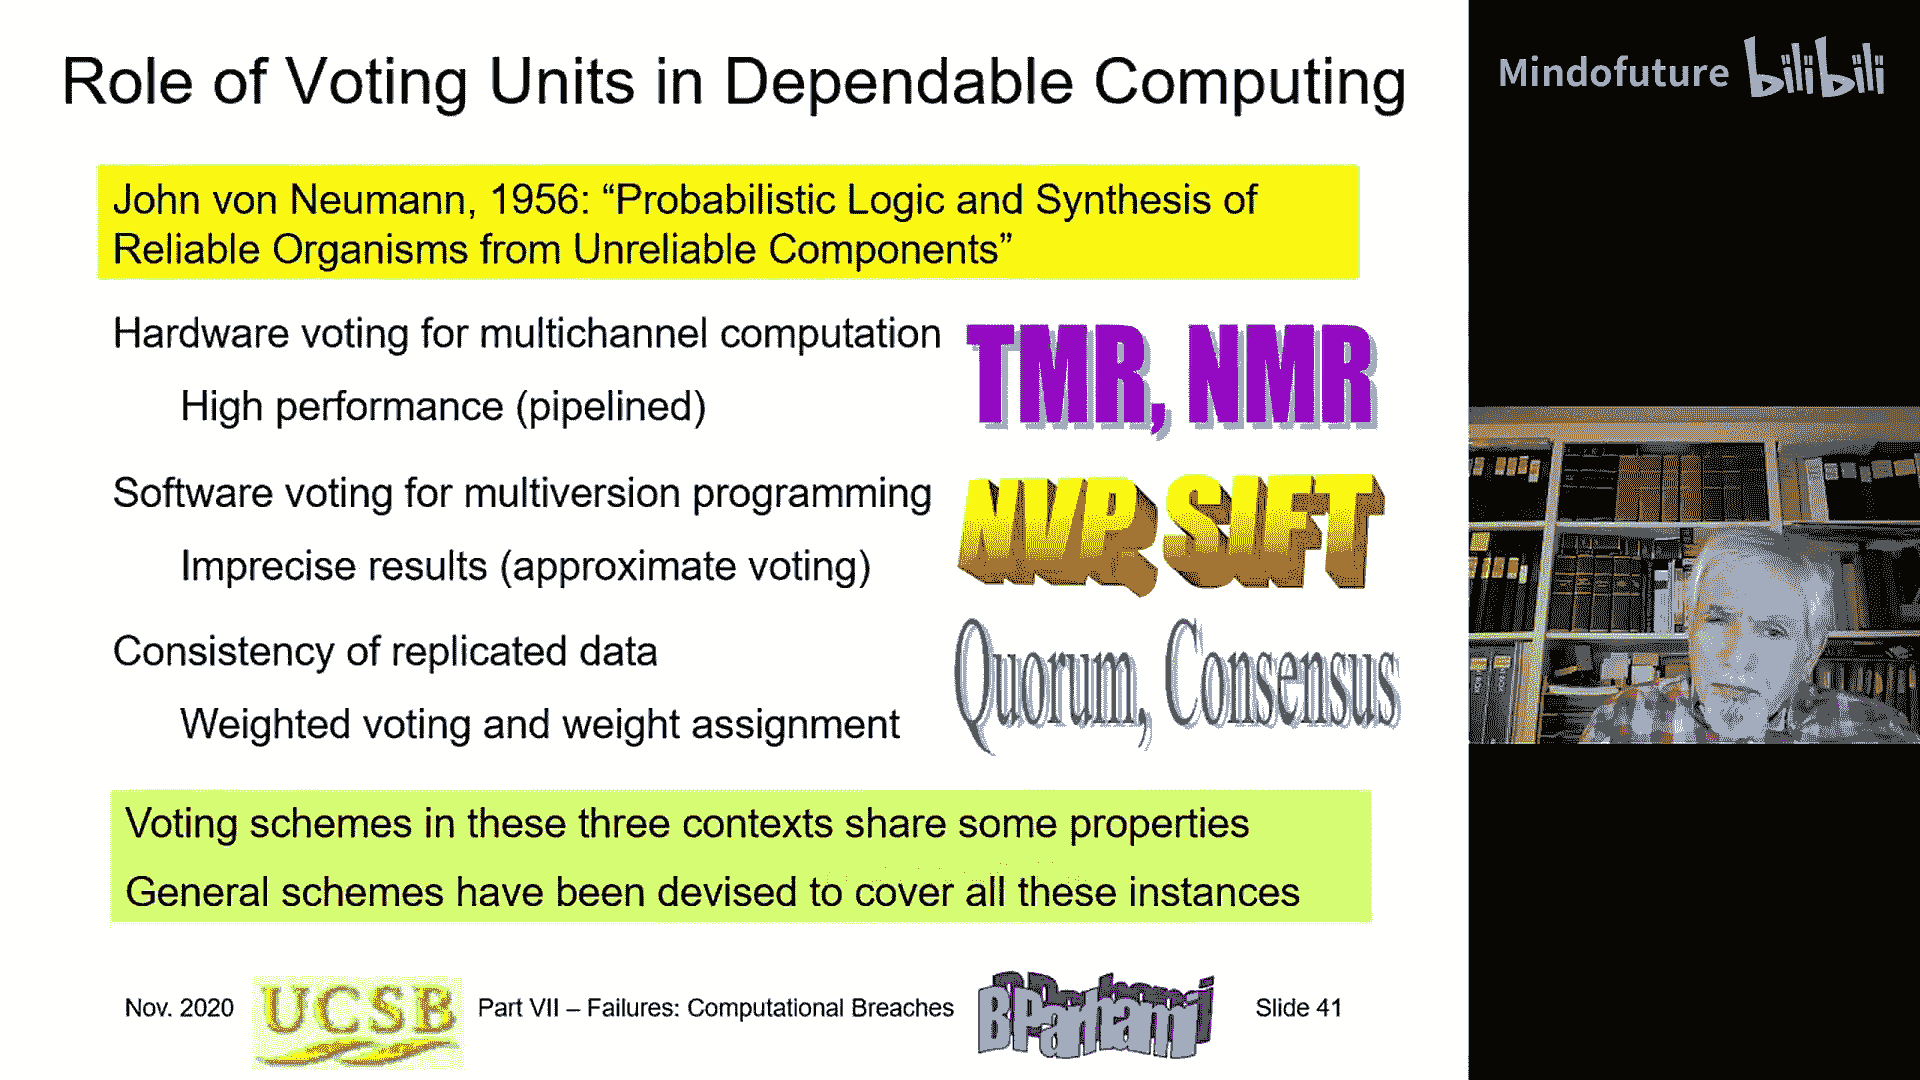 Role of Voting Units in Dependable Computing
Mindofuture bilibili
John von Neumann, 1956: “Probabilistic Logic and Synthesis of
Reliable Organisms from Unreliable Components”
Hardware voting for multichannel computation
TMR, NMR
High performance (pipelined)
Software voting for multiversion programming
NVP, SIFT
Imprecise results (approximate voting)
Consistency of replicated data
Quorum, Consensus
Weighted voting and weight assignment
Voting schemes in these three contexts share some properties
General schemes have been devised to cover all these instances
Nov. 2020
UCSB
Part VII – Failures: Computational Breaches
B Parhami
Slide 41